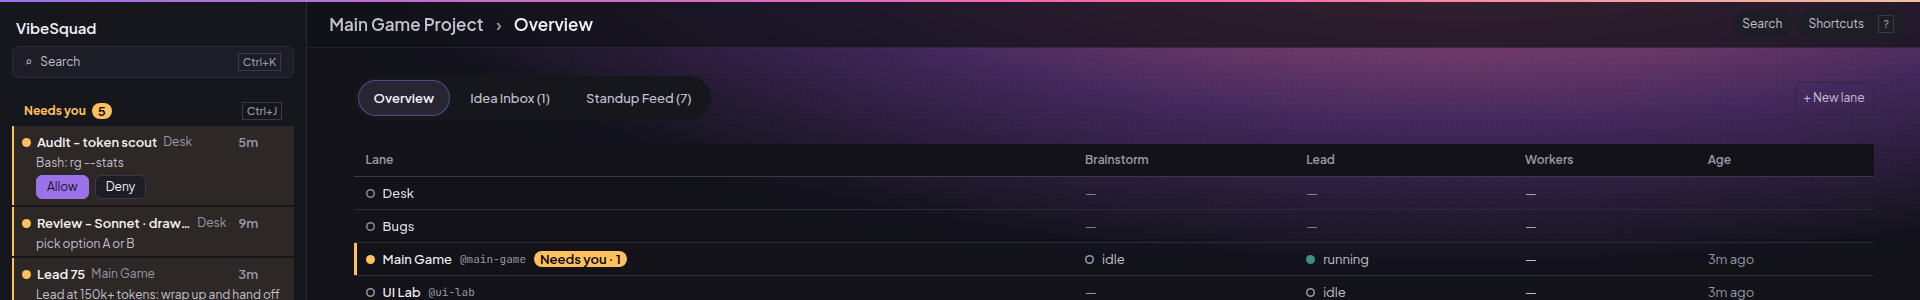 VibeSquad
Search Ctrl+K
Needs you 5 Ctrl+J
Audit - token scout Desk 5m
Bash: rg --stats
Allow Deny
Review - Sonnet · draw… Desk 9m
pick option A or B
Lead 75 Main Game 3m
Lead at 150k+ tokens: wrap up and hand off
Main Game Project › Overview Search Shortcuts ?
Overview Idea Inbox (1) Standup Feed (7) + New lane
Lane Brainstorm Lead Workers Age
Desk — — —
Bugs — — —
Main Game @main-game Needs you · 1 idle running — 3m ago
UI Lab @ui-lab — idle — 3m ago